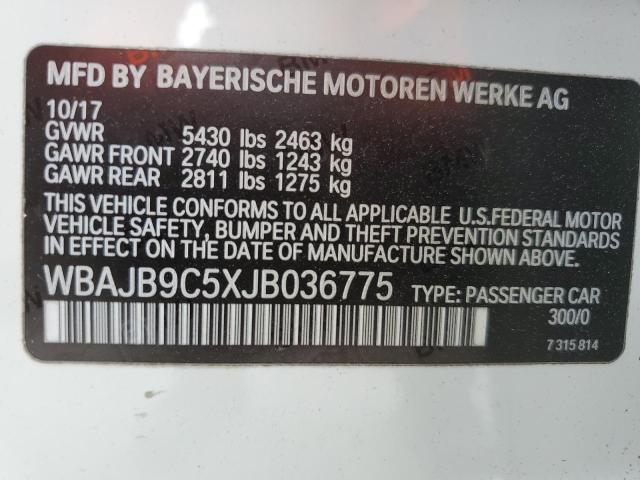 MFD BY BAYERISCHE MOTOREN WERKE AG
10/17
GVWR 5430 lbs 2463 kg
GAWR FRONT 2740 lbs 1243 kg
GAWR REAR 2811 lbs 1275 kg
THIS VEHICLE CONFORMS TO ALL APPLICABLE U.S.FEDERAL MOTOR
VEHICLE SAFETY, BUMPER AND THEFT PREVENTION STANDARDS
IN EFFECT ON THE DATE OF MANUFACTURE SHOWN ABOVE.
WBAJB9C5XJB036775 TYPE: PASSENGER CAR
300/0
7 315 814